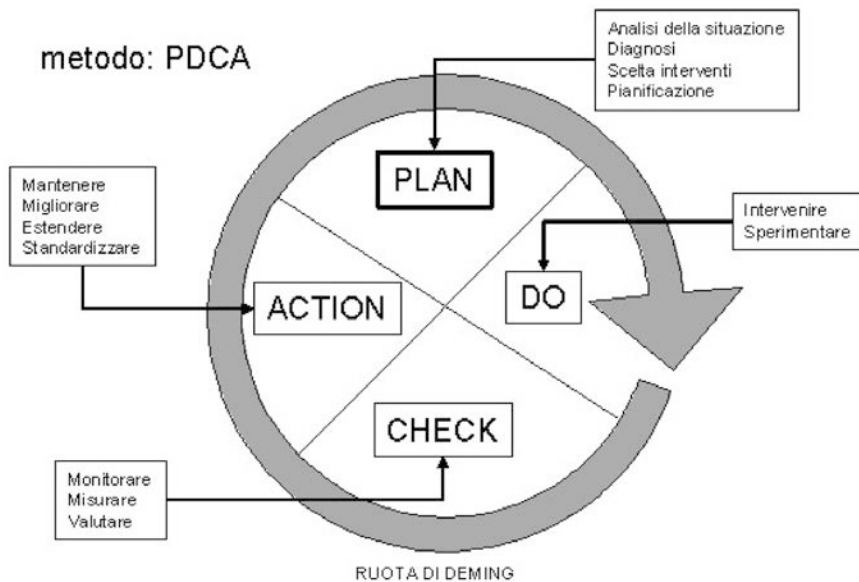 metodo: PDCA
Analisi della situazione
Diagnosi
Scelta interventi
Pianificazione
PLAN
Mantenere
Migliorare
Estendere
Standardizzare
Intervenire
Sperimentare
ACTION
DO
CHECK
Monitorare
Misurare
Valutare
RUOTA DI DEMING